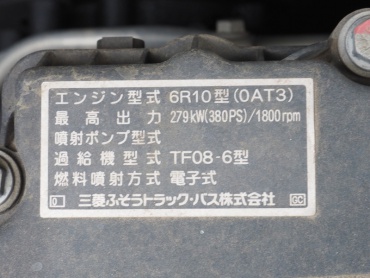 エンジン型式 6R10型(0AT3)
最高出力 279kW(380PS)/1800rpm
噴射ポンプ型式
過給機型式 TF08-6型
燃料噴射方式 電子式
0 三菱ふそうトラック・バス株式会社 GC